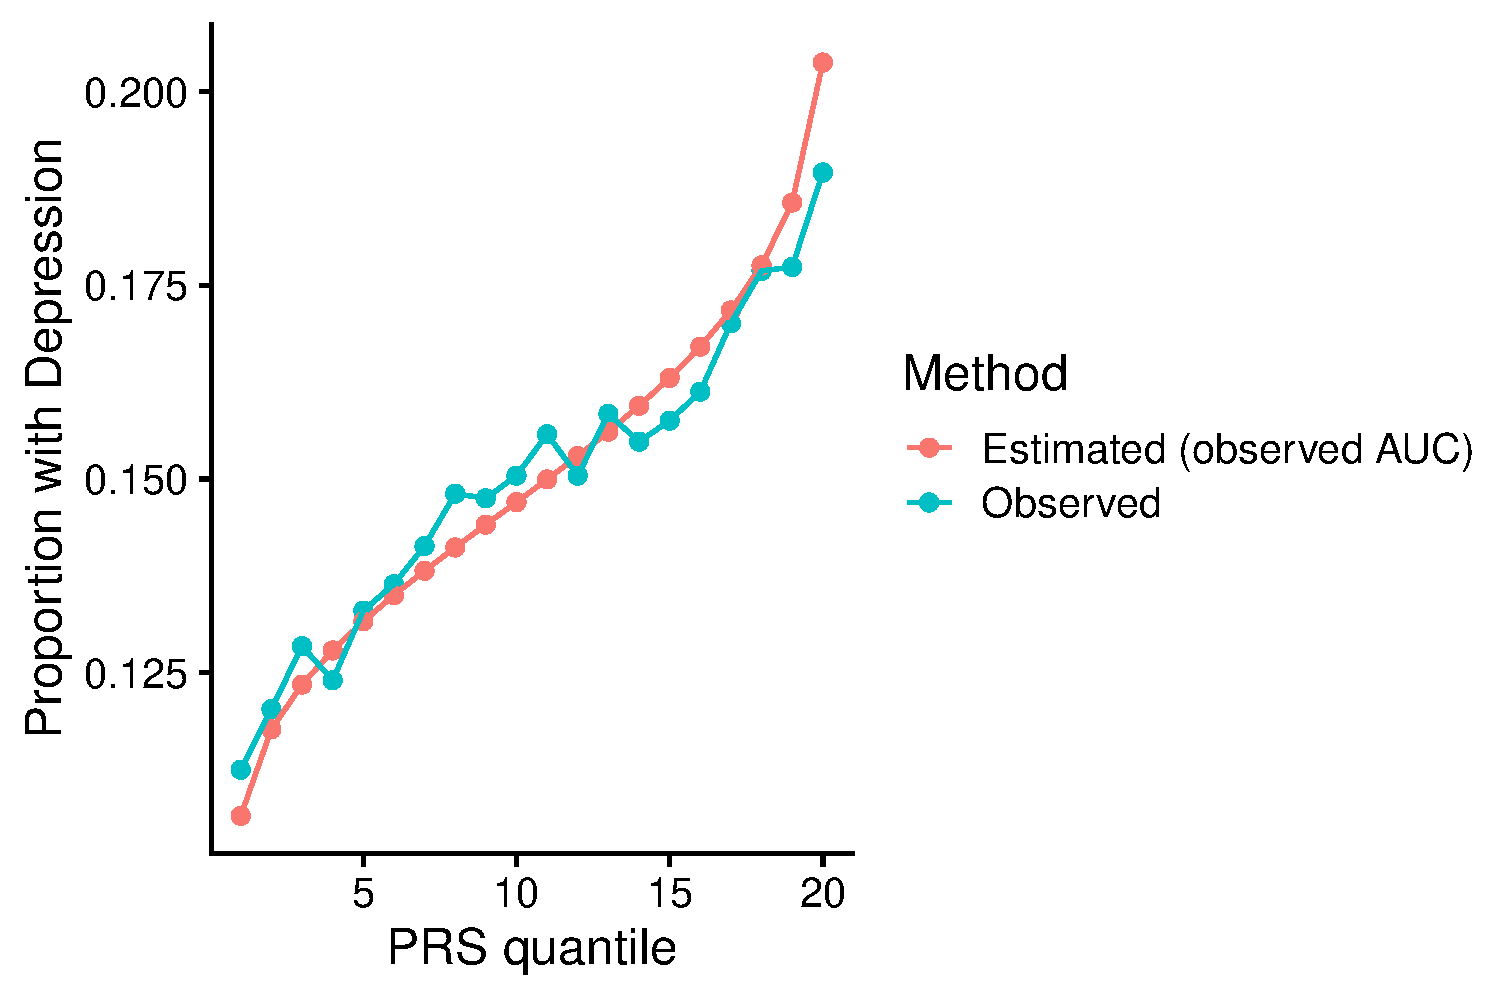 Proportion with Depression
0.200
0.175
0.150
0.125
5 10 15 20
PRS quantile
Method
Estimated (observed AUC)
Observed